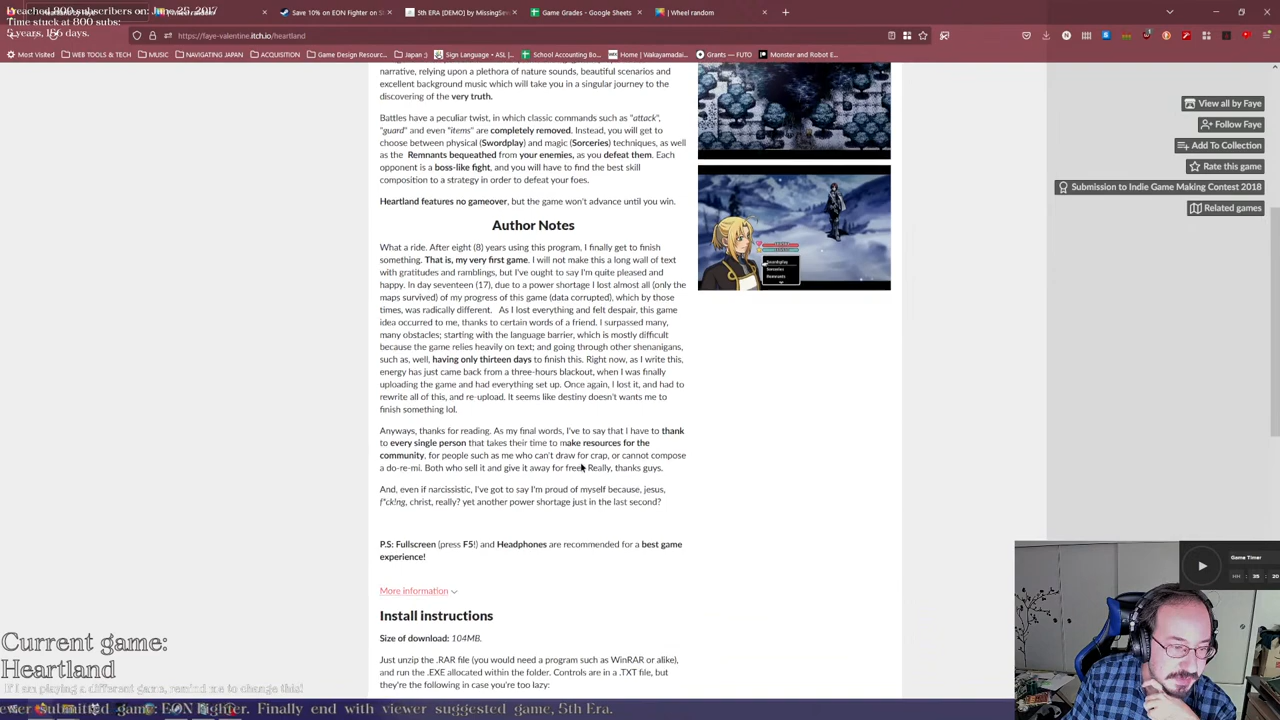 I reached 800 subscribers on: June 25, 2017
Time stuck at 800 subs:
5 years, 186 days.
Wheel random
Save 10% on EON Fighter on S
5th ERA [DEMO] by MissingSe
Game Grades - Google Sheets
Wheel random
https://faye-valentine.itch.io/heartland
Most Visited
WEB TOOLS & TECH
MUSIC
NAVIGATING JAPAN
ACQUISITION
Game Design Resourc...
Japan :)
Sign Language • ASL |...
School Accounting Bo...
Home | Wakayamadai...
Grants — FUTO
Monster and Robot E...
narrative, relying upon a plethora of nature sounds, beautiful scenarios and
excellent background music which will take you in a singular journey to the
discovering of the very truth.
Battles have a peculiar twist, in which classic commands such as "attack",
"guard" and even "items" are completely removed. Instead, you will get to
choose between physical (Swordplay) and magic (Sorceries) techniques, as well
as the Remnants bequeathed from your enemies, as you defeat them. Each
opponent is a boss-like fight, and you will have to find the best skill
composition to a strategy in order to defeat your foes.
Heartland features no gameover, but the game won't advance until you win.
Author Notes
What a ride. After eight (8) years using this program, I finally get to finish
something. That is, my very first game. I will not make this a long wall of text
with gratitudes and ramblings, but I've ought to say I'm quite pleased and
happy. In day seventeen (17), due to a power shortage I lost almost all (only the
maps survived) of my progress of this game (data corrupted), which by those
times, was radically different. As I lost everything and felt despair, this game
idea occurred to me, thanks to certain words of a friend. I surpassed many,
many obstacles; starting with the language barrier, which is mostly difficult
because the game relies heavily on text; and going through other shenanigans,
such as, well, having only thirteen days to finish this. Right now, as I write this,
energy has just came back from a three-hours blackout, when I was finally
uploading the game and had everything set up. Once again, I lost it, and had to
rewrite all of this, and re-upload. It seems like destiny doesn't wants me to
finish something lol.
Anyways, thanks for reading. As my final words, I've to say that I have to thank
to every single person that takes their time to make resources for the
community, for people such as me who can't draw for crap, or cannot compose
a do-re-mi. Both who sell it and give it away for free. Really, thanks guys.
And, even if narcissistic, I've got to say I'm proud of myself because, jesus,
f*ck!ng, christ, really? yet another power shortage just in the last second?
P.S: Fullscreen (press F5!) and Headphones are recommended for a best game
experience!
More information
Install instructions
Size of download: 104MB.
Just unzip the .RAR file (you would need a program such as WinRAR or alike),
and run the .EXE allocated within the folder. Controls are in a .TXT file, but
they're the following in case you're too lazy:
View all by Faye
Follow Faye
Add To Collection
Rate this game
Submission to Indie Game Making Contest 2018
View reports
Swordplay
Sorceries
Remnants
Game Timer
HH : 35 : 20
Current game:
Heartland
If I am playing a different game, remind me to change this!
ewer submitted game: EON Fighter. Finally end with viewer suggested game, 5th Era.